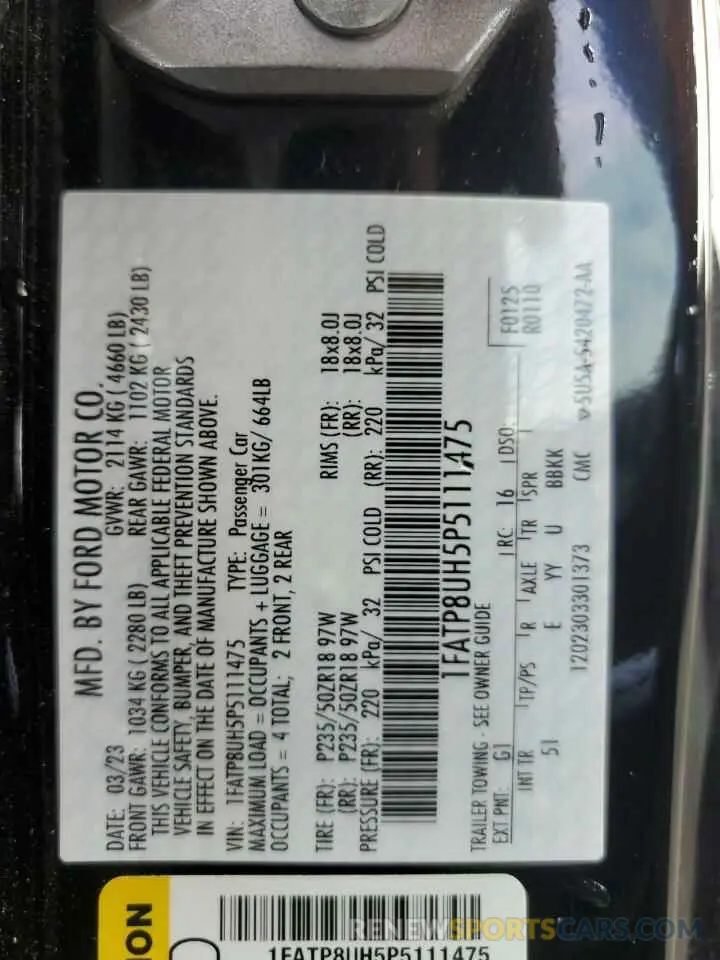 MFD. BY FORD MOTOR CO.
DATE: 03/23 GVWR: 2114 KG ( 4660 LB)
FRONT GAWR: 1034 KG ( 2280 LB) REAR GAWR: 1102 KG ( 2430 LB)
THIS VEHICLE CONFORMS TO ALL APPLICABLE FEDERAL MOTOR
VEHICLE SAFETY, BUMPER, AND THEFT PREVENTION STANDARDS
IN EFFECT ON THE DATE OF MANUFACTURE SHOWN ABOVE.
VIN: 1FATP8UH5P5111475 TYPE: Passenger Car
MAXIMUM LOAD = OCCUPANTS + LUGGAGE = 301KG/ 664LB
OCCUPANTS = 4 TOTAL; 2 FRONT, 2 REAR
TIRE (FR): P235/50ZR18 97W RIMS (FR): 18x8.0J
(RR): P235/50ZR18 97W (RR): 18x8.0J
PRESSURE (FR): 220 kPa/ 32 PSI COLD (RR): 220 kPa/ 32 PSI COLD
1FATP8UH5P5111475
TRAILER TOWING - SEE OWNER GUIDE
F0125
R0110
EXT PNT: G1 RC: 16 DSO:
INT TR TP/PS R AXLE TR SPR
51 E YY U BBKK
1202303301373 CMC 5U5A-5420472-AA
ION
1FATP8UH5P5111475
RENEWSPORTSCARS.COM